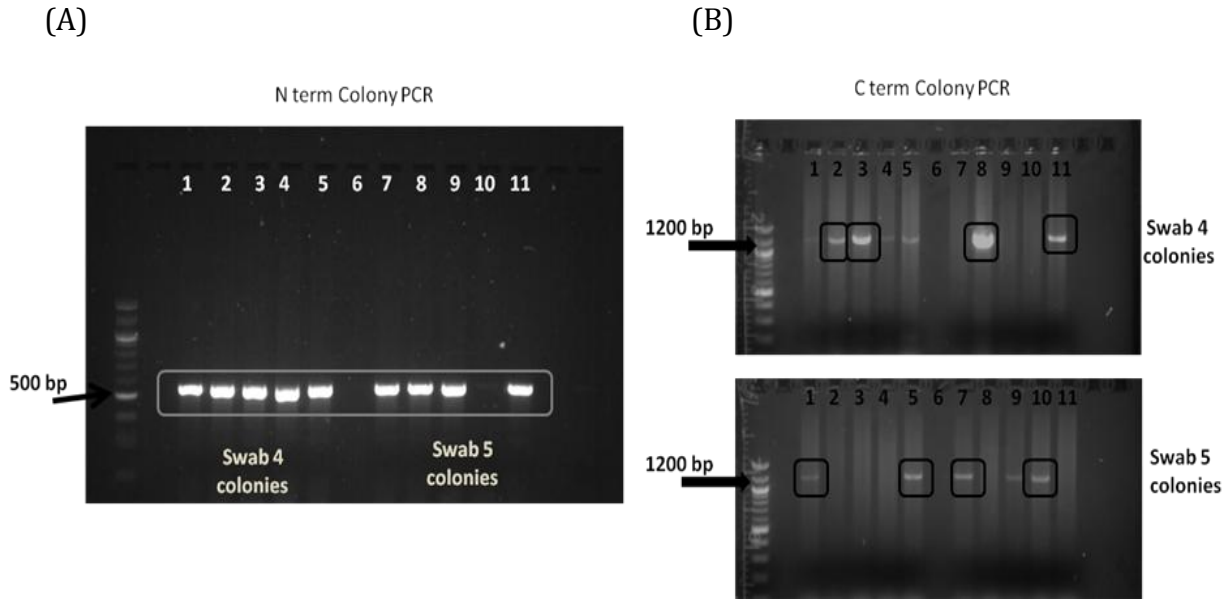 (A)
N term Colony PCR
1 2 3 4 5 6 7 8 9 10 11
500 bp
Swab 4
colonies
Swab 5
colonies
(B)
C term Colony PCR
1 2 3 4 5 6 7 8 9 10 11
1200 bp
Swab 4
colonies
1 2 3 4 5 6 7 8 9 10 11
1200 bp
Swab 5
colonies